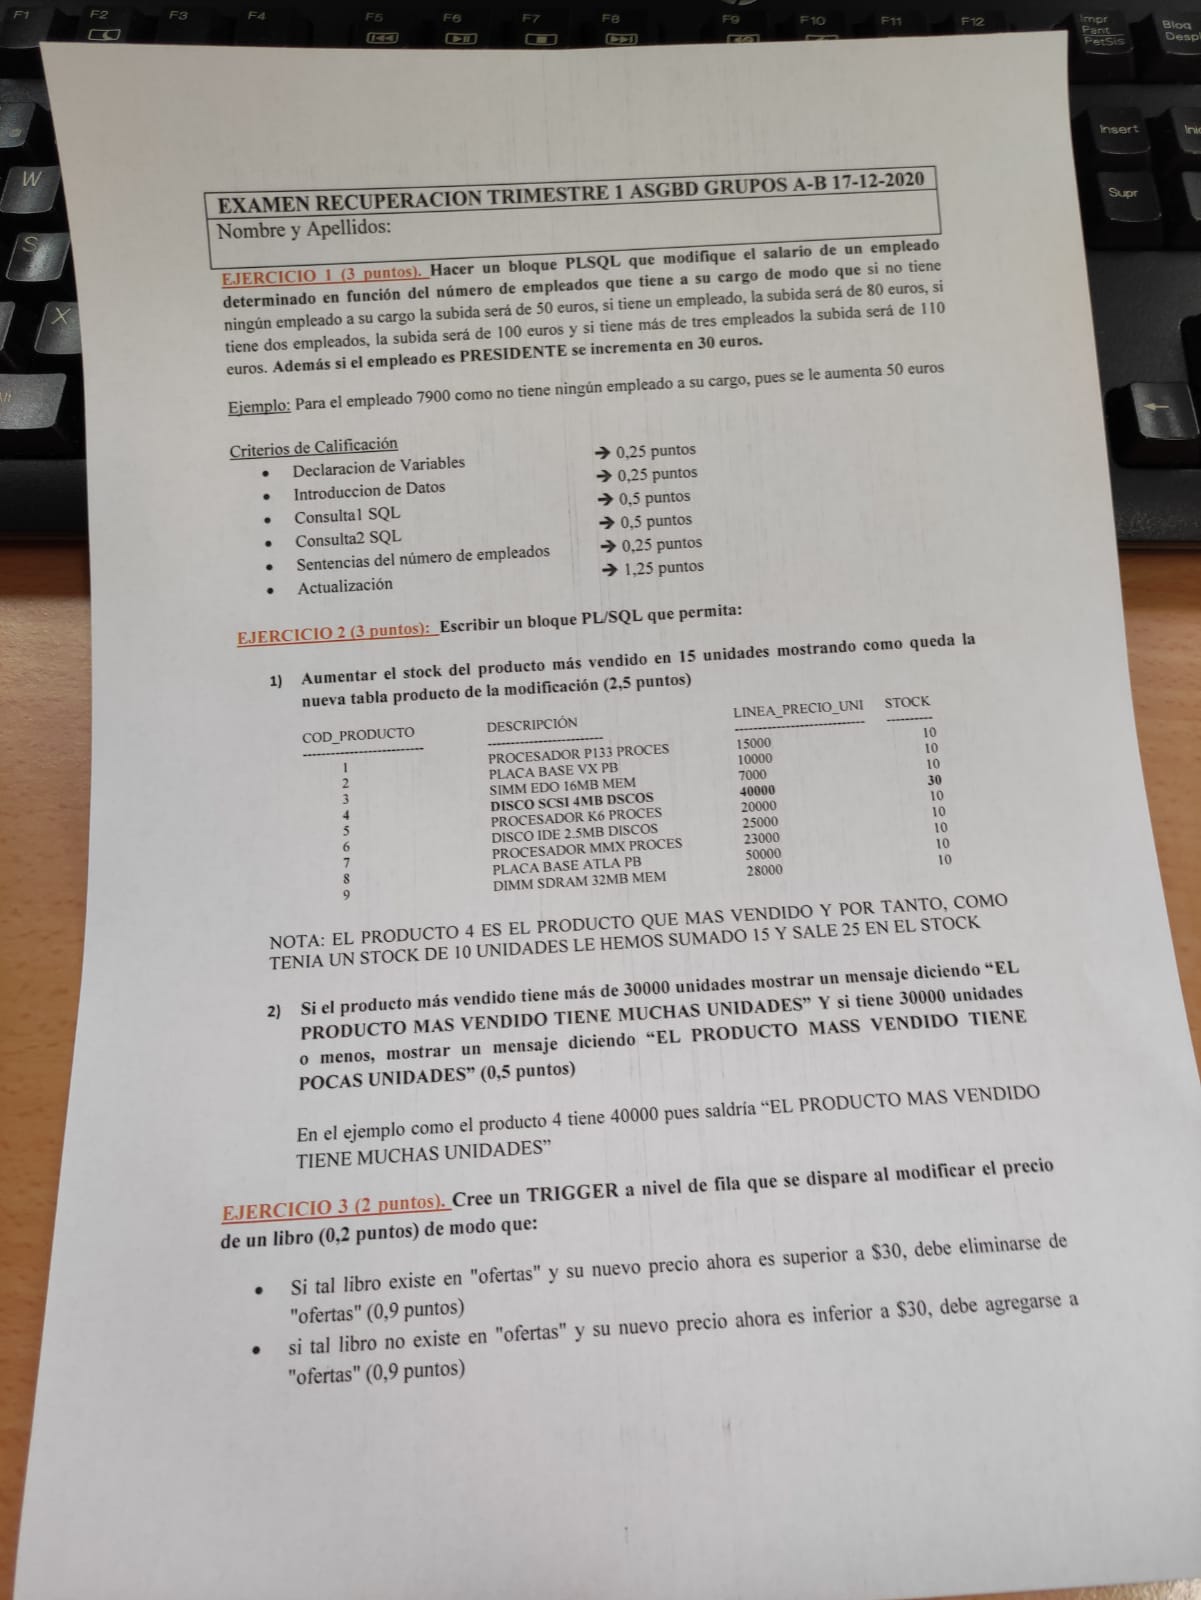 F1 F2 F3 F4 F5 F6 F7 F8 F9 F10 F11 F12 Impr Pant PetSis Bloq Despl
Insert Ini
W Supr
S
X
EXAMEN RECUPERACION TRIMESTRE 1 ASGBD GRUPOS A-B 17-12-2020
Nombre y Apellidos:
EJERCICIO 1 (3 puntos). Hacer un bloque PLSQL que modifique el salario de un empleado
determinado en función del número de empleados que tiene a su cargo de modo que si no tiene
ningún empleado a su cargo la subida será de 50 euros, si tiene un empleado, la subida será de 80 euros, si
tiene dos empleados, la subida será de 100 euros y si tiene más de tres empleados la subida será de 110
euros. Además si el empleado es PRESIDENTE se incrementa en 30 euros.
Ejemplo: Para el empleado 7900 como no tiene ningún empleado a su cargo, pues se le aumenta 50 euros
Criterios de Calificación
• Declaracion de Variables ➔ 0,25 puntos
• Introduccion de Datos ➔ 0,25 puntos
• Consulta1 SQL ➔ 0,5 puntos
• Consulta2 SQL ➔ 0,5 puntos
• Sentencias del número de empleados ➔ 0,25 puntos
• Actualización ➔ 1,25 puntos
EJERCICIO 2 (3 puntos): Escribir un bloque PL/SQL que permita:
1) Aumentar el stock del producto más vendido en 15 unidades mostrando como queda la
nueva tabla producto de la modificación (2,5 puntos)
COD_PRODUCTO DESCRIPCIÓN LINEA_PRECIO_UNI STOCK
1 PROCESADOR P133 PROCES 15000 10
2 PLACA BASE VX PB 10000 10
3 SIMM EDO 16MB MEM 7000 10
4 DISCO SCSI 4MB DSCOS 40000 30
5 PROCESADOR K6 PROCES 20000 10
6 DISCO IDE 2.5MB DISCOS 25000 10
7 PROCESADOR MMX PROCES 23000 10
8 PLACA BASE ATLA PB 50000 10
9 DIMM SDRAM 32MB MEM 28000 10
NOTA: EL PRODUCTO 4 ES EL PRODUCTO QUE MAS VENDIDO Y POR TANTO, COMO
TENIA UN STOCK DE 10 UNIDADES LE HEMOS SUMADO 15 Y SALE 25 EN EL STOCK
2) Si el producto más vendido tiene más de 30000 unidades mostrar un mensaje diciendo “EL
PRODUCTO MAS VENDIDO TIENE MUCHAS UNIDADES” Y si tiene 30000 unidades
o menos, mostrar un mensaje diciendo “EL PRODUCTO MASS VENDIDO TIENE
POCAS UNIDADES” (0,5 puntos)
En el ejemplo como el producto 4 tiene 40000 pues saldría “EL PRODUCTO MAS VENDIDO
TIENE MUCHAS UNIDADES”
EJERCICIO 3 (2 puntos). Cree un TRIGGER a nivel de fila que se dispare al modificar el precio
de un libro (0,2 puntos) de modo que:
• Si tal libro existe en "ofertas" y su nuevo precio ahora es superior a $30, debe eliminarse de
"ofertas" (0,9 puntos)
• si tal libro no existe en "ofertas" y su nuevo precio ahora es inferior a $30, debe agregarse a
"ofertas" (0,9 puntos)